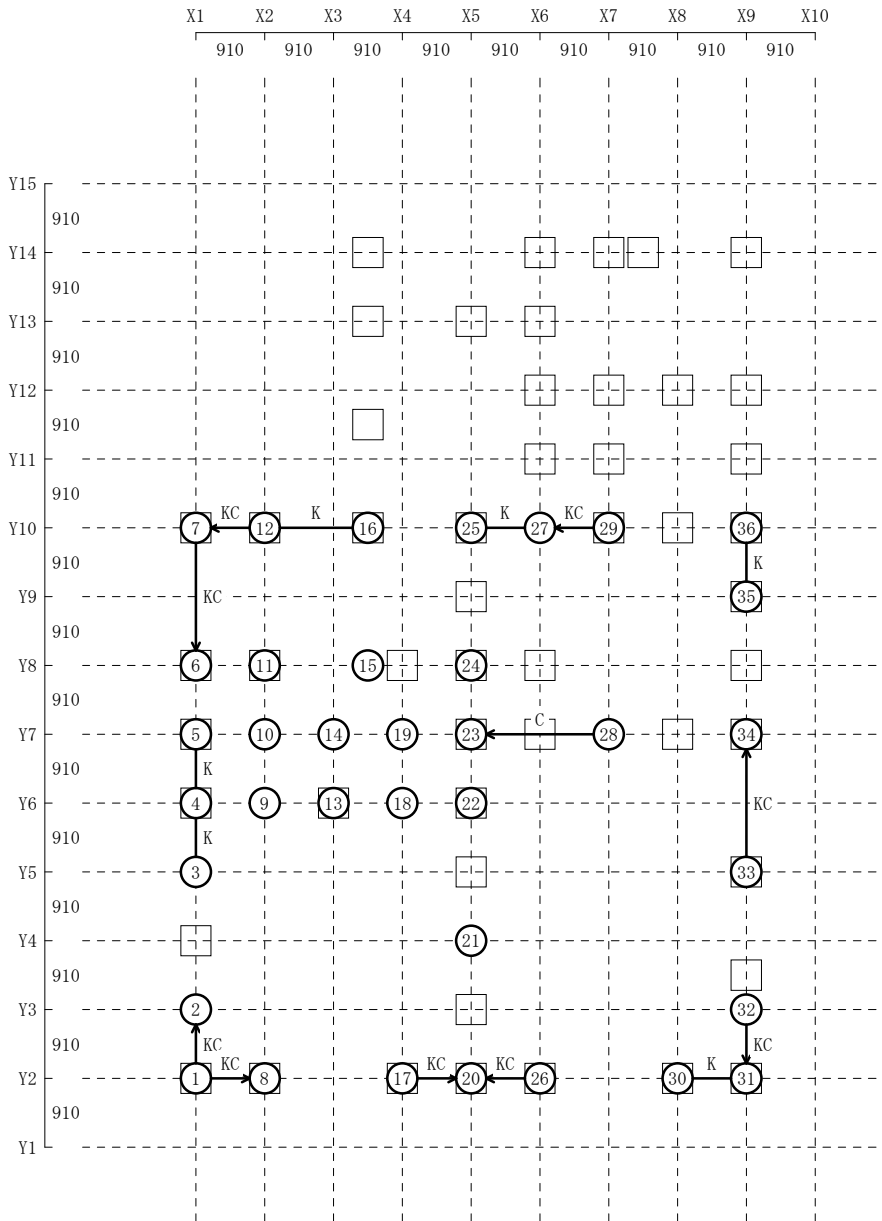 X1 X2 X3 X4 X5 X6 X7 X8 X9 X10
910 910 910 910 910 910 910 910 910
Y15
910
Y14
910
Y13
910
Y12
910
Y11
910
KC K K KC
Y10 7 12 16 25 27 29 36
910 K
KC
Y9 35
910
Y8 6 11 15 24
910
C
Y7 5 10 14 19 23 28 34
910 K
Y6 4 9 13 18 22 KC
910 K
Y5 3 33
910
Y4 21
910
Y3 2 32
910 KC KC
KC KC KC K
Y2 1 8 17 20 26 30 31
910
Y1